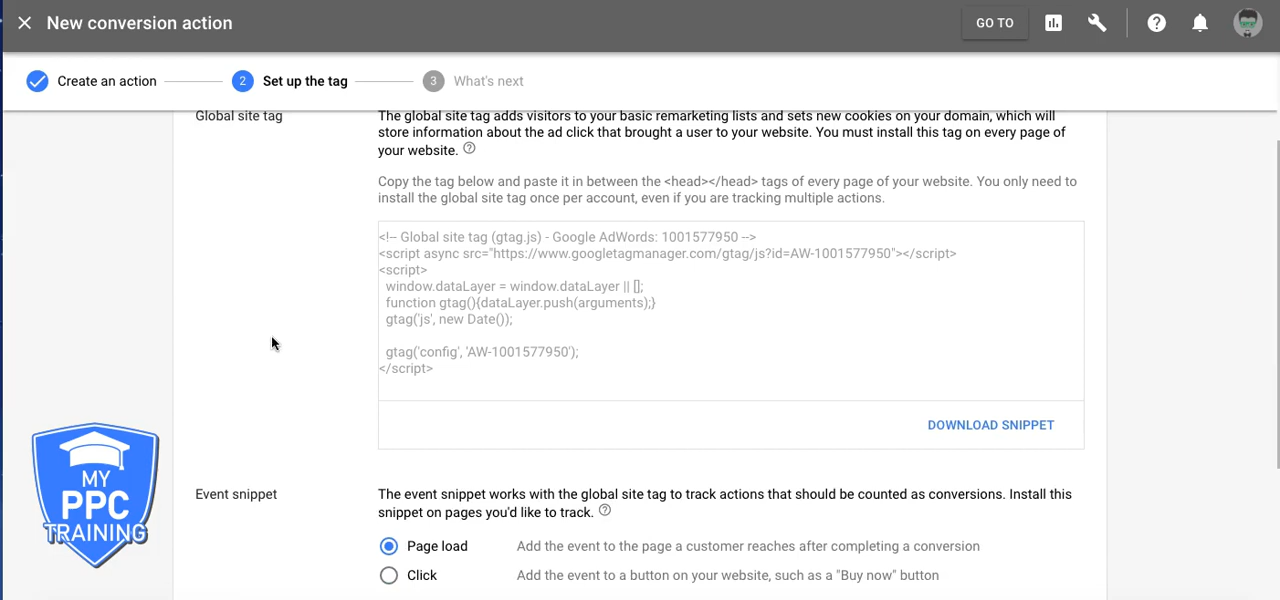 New conversion action
GO TO
Create an action
2 Set up the tag
3 What's next
Global site tag
The global site tag adds visitors to your basic remarketing lists and sets new cookies on your domain, which will
store information about the ad click that brought a user to your website. You must install this tag on every page of
your website.
Copy the tag below and paste it in between the <head></head> tags of every page of your website. You only need to
install the global site tag once per account, even if you are tracking multiple actions.
<!-- Global site tag (gtag.js) - Google AdWords: 1001577950 -->
<script async src="https://www.googletagmanager.com/gtag/js?id=AW-1001577950"></script>
<script>
window.dataLayer = window.dataLayer || [];
function gtag(){dataLayer.push(arguments);}
gtag('js', new Date());
gtag('config', 'AW-1001577950');
</script>
DOWNLOAD SNIPPET
MY
PPC
TRAINING
Event snippet
The event snippet works with the global site tag to track actions that should be counted as conversions. Install this
snippet on pages you'd like to track.
Page load
Add the event to the page a customer reaches after completing a conversion
Click
Add the event to a button on your website, such as a "Buy now" button